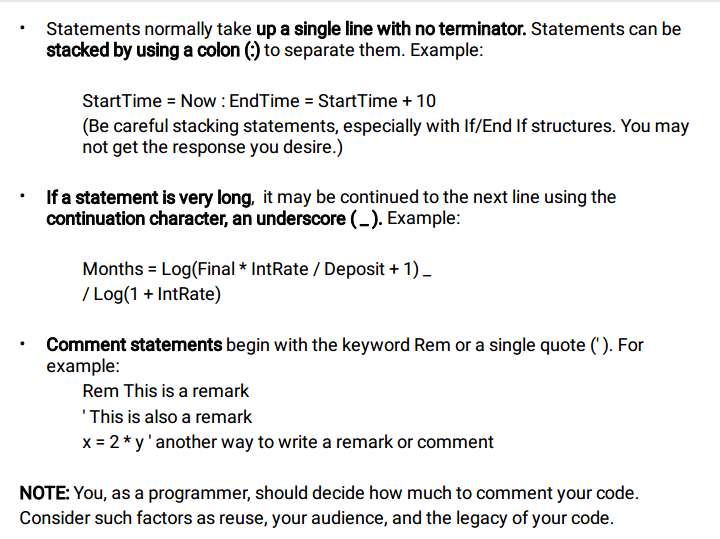 • Statements normally take up a single line with no terminator. Statements can be
stacked by using a colon (:) to separate them. Example:
StartTime = Now : EndTime = StartTime + 10
(Be careful stacking statements, especially with If/End If structures. You may
not get the response you desire.)
• If a statement is very long, it may be continued to the next line using the
continuation character, an underscore ( _ ). Example:
Months = Log(Final * IntRate / Deposit + 1) _
/ Log(1 + IntRate)
• Comment statements begin with the keyword Rem or a single quote ('). For
example:
Rem This is a remark
' This is also a remark
x = 2 * y ' another way to write a remark or comment
NOTE: You, as a programmer, should decide how much to comment your code.
Consider such factors as reuse, your audience, and the legacy of your code.